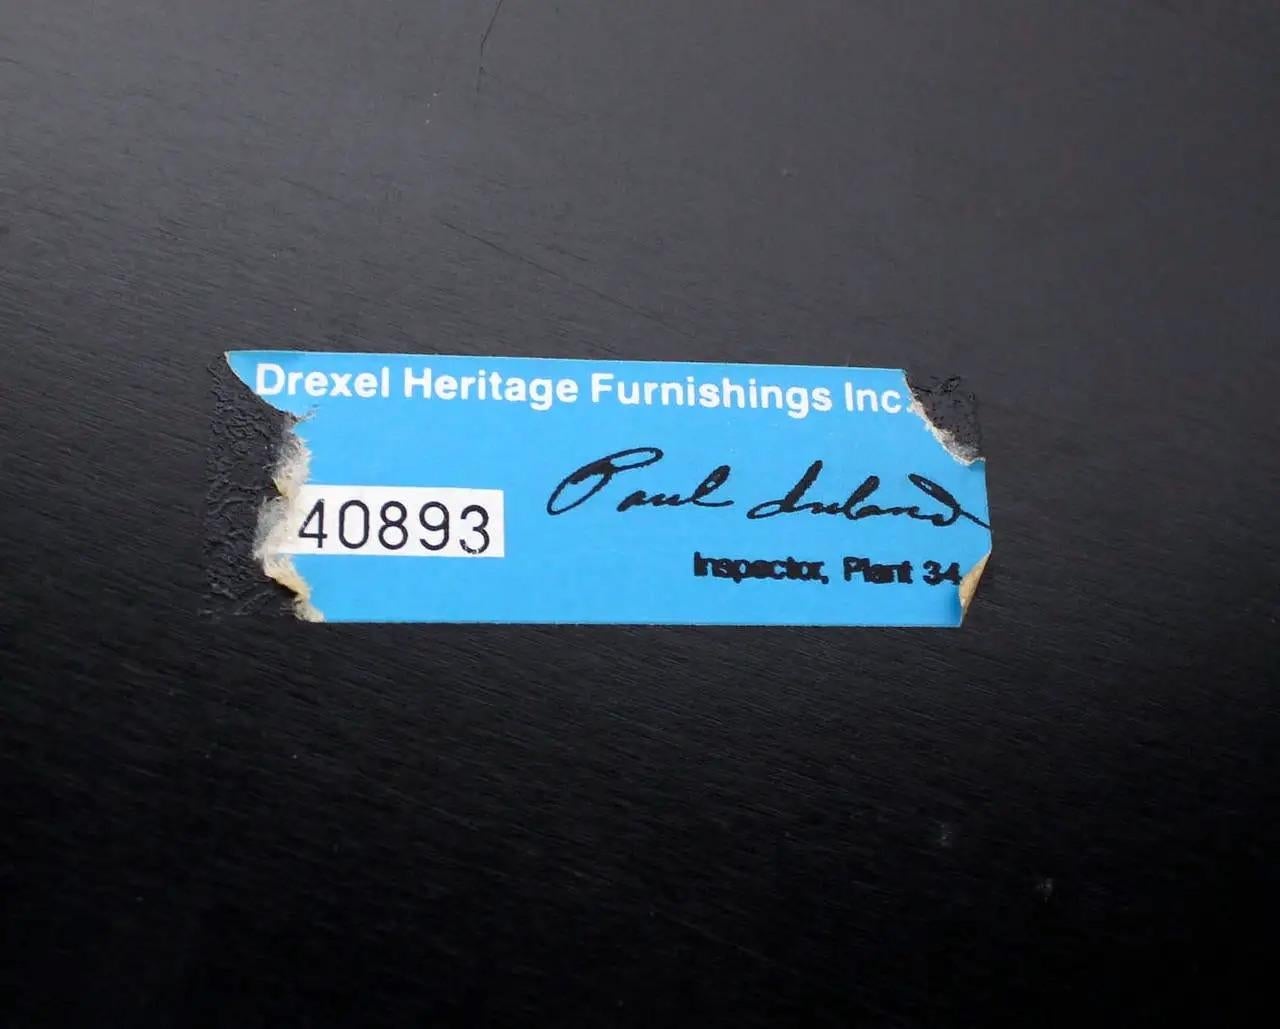 Drexel Heritage Furnishings Inc.
40893
Paul
Inspector, Plant 34